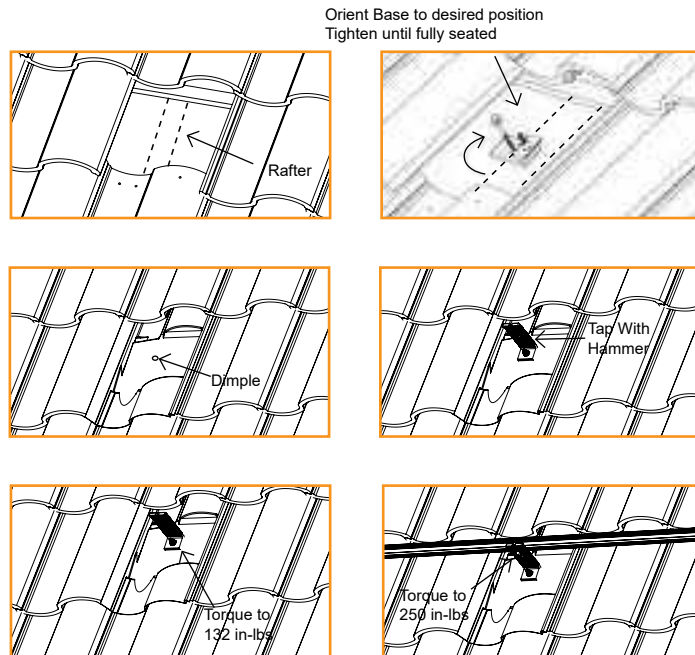 Orient Base to desired position
Tighten until fully seated
Rafter
Dimple
Tap With
Hammer
Torque to
132 in-lbs
Torque to
250 in-lbs